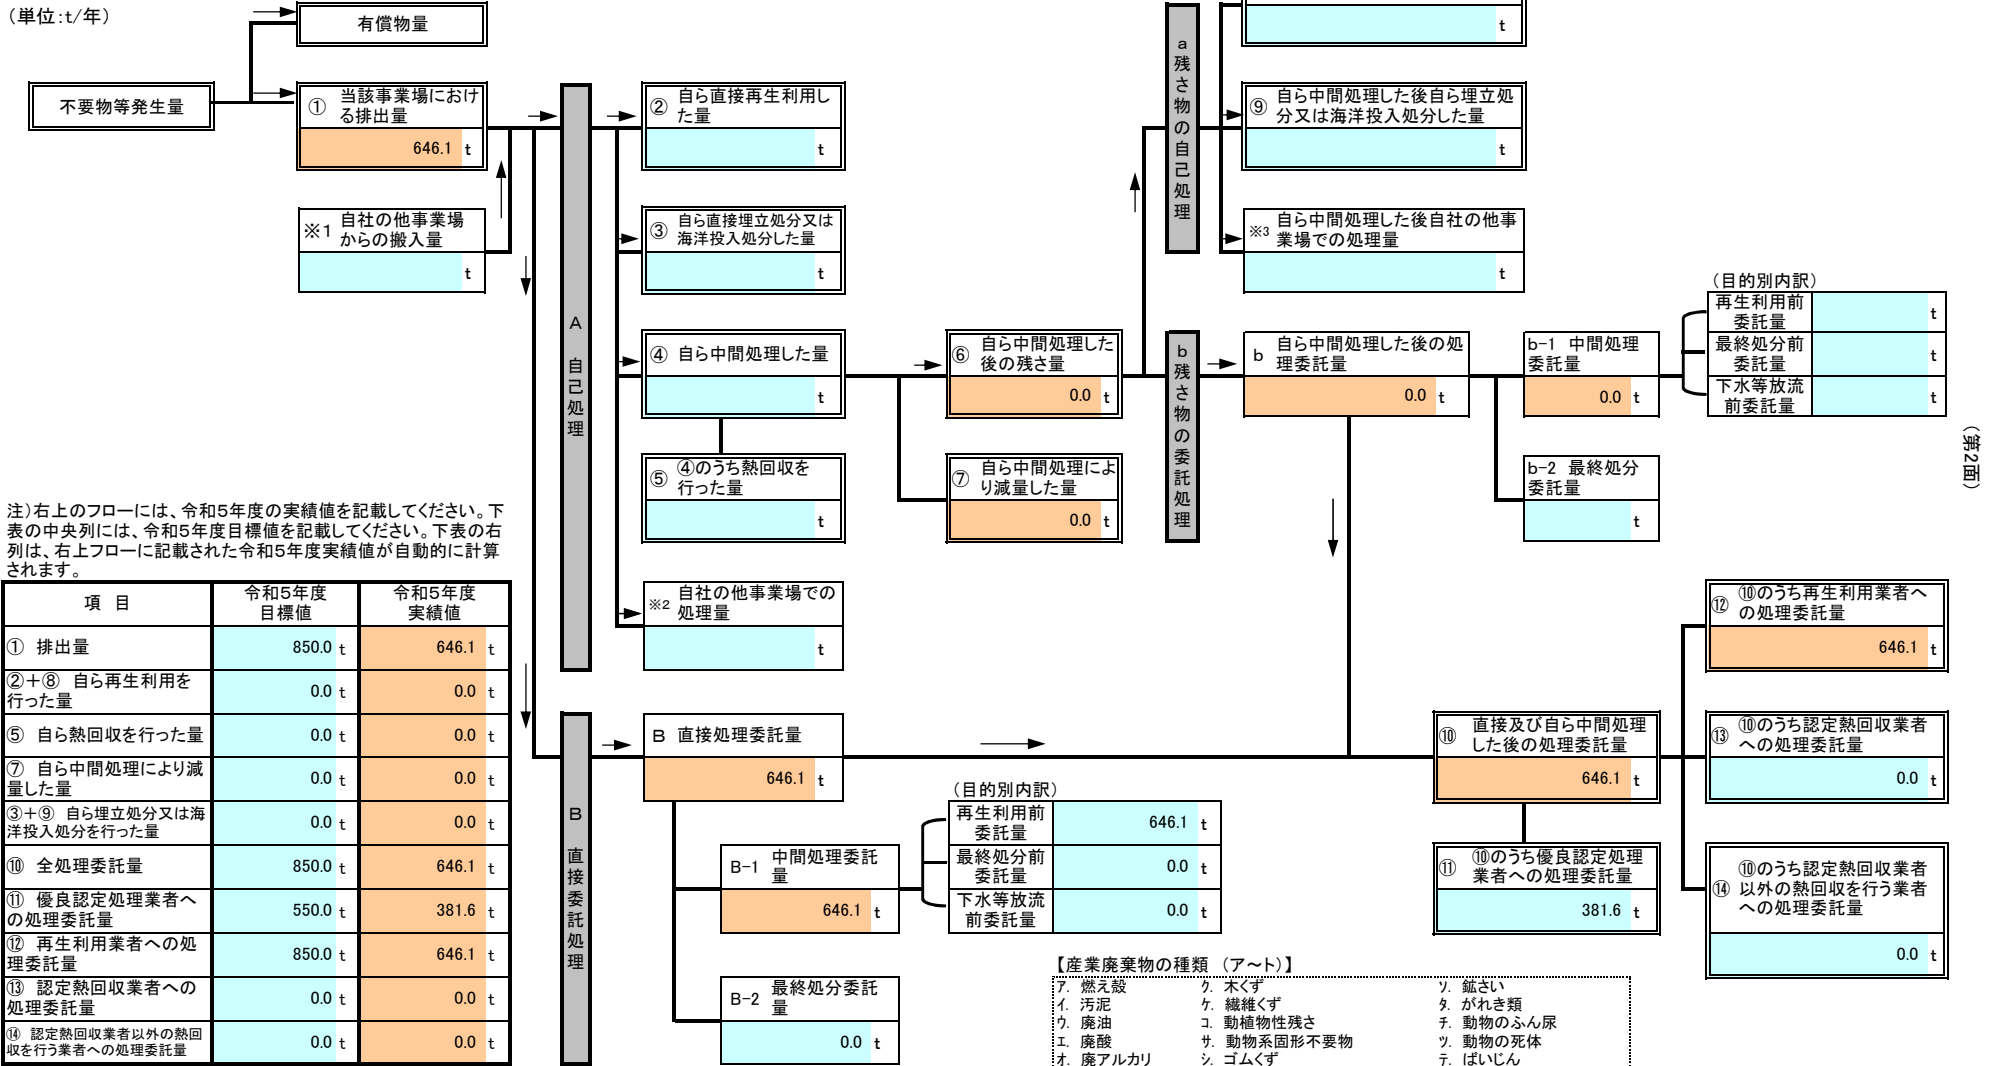 （単位：t/年）
有償物量
不要物等発生量
① 当該事業場におけ
る排出量
646.1 t
※1 自社の他事業場
からの搬入量
t
A 自己処理
② 自ら直接再生利用し
た量
t
③ 自ら直接埋立処分又は
海洋投入処分した量
t
④ 自ら中間処理した量
t
⑤ ④のうち熱回収を
行った量
t
※2 自社の他事業場での
処理量
t
⑥ 自ら中間処理した
後の残さ量
0.0 t
⑦ 自ら中間処理によ
り減量した量
0.0 t
a 残さ物の自己処理
t
⑨ 自ら中間処理した後自ら埋立処
分又は海洋投入処分した量
t
※3 自ら中間処理した後自社の他事
業場での処理量
t
b 残さ物の委託処理
b 自ら中間処理した後の処
理委託量
0.0 t
b-1 中間処理
委託量
0.0 t
b-2 最終処分
委託量
t
（目的別内訳）
再生利用前
委託量
t
最終処分前
委託量
t
下水等放流
前委託量
t
（第2面）
注）右上のフローには、令和5年度の実績値を記載してください。下
表の中央列には、令和5年度目標値を記載してください。下表の右
列は、右上フローに記載された令和5年度実績値が自動的に計算
されます。
項 目 令和5年度 令和5年度
目標値 実績値
① 排出量 850.0 t 646.1 t
②＋⑧ 自ら再生利用を
行った量 0.0 t 0.0 t
⑤ 自ら熱回収を行った量 0.0 t 0.0 t
⑦ 自ら中間処理により減
量した量 0.0 t 0.0 t
③＋⑨ 自ら埋立処分又は海
洋投入処分を行った量 0.0 t 0.0 t
⑩ 全処理委託量 850.0 t 646.1 t
⑪ 優良認定処理業者へ
の処理委託量 550.0 t 381.6 t
⑫ 再生利用業者への処
理委託量 850.0 t 646.1 t
⑬ 認定熱回収業者への
処理委託量 0.0 t 0.0 t
⑭ 認定熱回収業者以外の熱回
収を行う業者への処理委託量 0.0 t 0.0 t
B 直接委託処理
B 直接処理委託量
646.1 t
B-1 中間処理委託
量
646.1 t
B-2 最終処分委託
量
0.0 t
（目的別内訳）
再生利用前
委託量
646.1 t
最終処分前
委託量
0.0 t
下水等放流
前委託量
0.0 t
⑩ 直接及び自ら中間処理
した後の処理委託量
646.1 t
⑪ ⑩のうち優良認定処理
業者への処理委託量
381.6 t
⑫ ⑩のうち再生利用業者へ
の処理委託量
646.1 t
⑬ ⑩のうち認定熱回収業者
への処理委託量
0.0 t
⑭ ⑩のうち認定熱回収業者
以外の熱回収を行う業者
への処理委託量
0.0 t
【産業廃棄物の種類 （ア～ト）】
ア. 燃え殻 ク. 木くず ソ. 鉱さい
イ. 汚泥 ケ. 繊維くず タ. がれき類
ウ. 廃油 コ. 動植物性残さ チ. 動物のふん尿
エ. 廃酸 サ. 動物系固形不要物 ツ. 動物の死体
オ. 廃アルカリ シ. ゴムくず テ. ばいじん